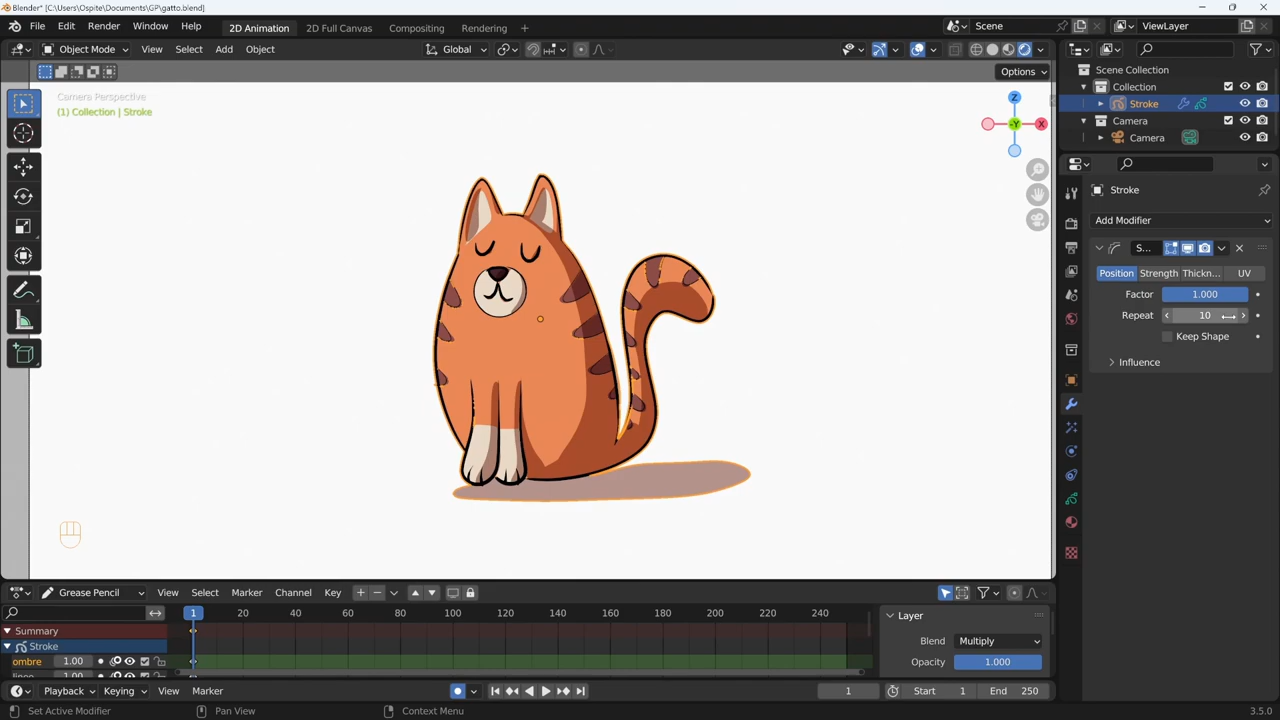 Blender* [C:\Users\Ospite\Documents\GP\gatto.blend]
File Edit Render Window Help 2D Animation 2D Full Canvas Compositing Rendering + Scene ViewLayer
Object Mode View Select Add Object Global
Options
Camera Perspective
(1) Collection | Stroke
Z
-Y
X
Scene Collection
Collection
Stroke
Camera
Camera
Stroke
Add Modifier
S...
Position Strength Thickn... UV
Factor 1.000
Repeat 10
Keep Shape
Influence
Grease Pencil View Select Marker Channel Key
1 20 40 60 80 100 120 140 160 180 200 220 240
Summary
Stroke
ombre 1.00
linee 1.00
Layer
Blend Multiply
Opacity 1.000
Playback Keying View Marker 1 Start 1 End 250
Set Active Modifier Pan View Context Menu 3.5.0